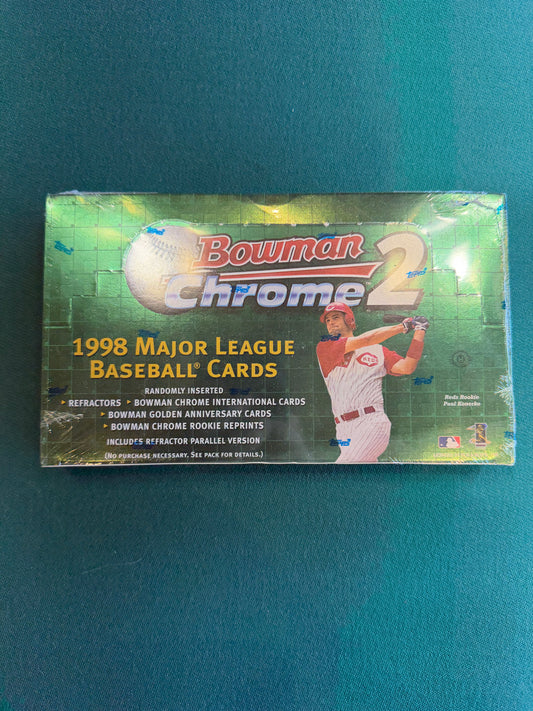 Bowman
Chrome 2
1998 Major League
Baseball® Cards
Randomly Inserted
Refractors Bowman Chrome International Cards
Bowman Golden Anniversary Cards
Bowman Chrome Rookie Reprints
Includes Refractor Parallel Version
(No purchase necessary. See pack for details.)
REDS
Reds Rookie
Paul Konerko
Topps